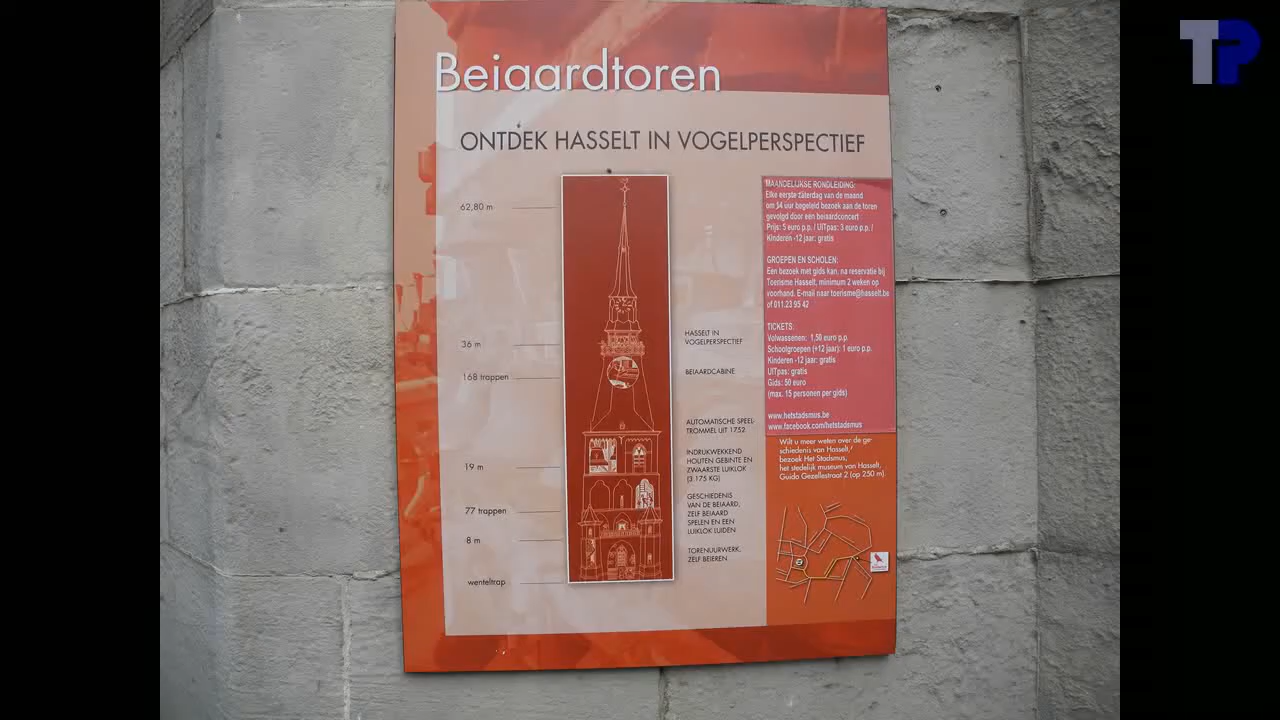 TP
Beiaardtoren
ONTDEK HASSELT IN VOGELPERSPECTIEF
62,80 m
36 m
168 trappen
19 m
77 trappen
8 m
wenteltrap
HASSELT IN
VOGELPERSPECTIEF
BEIAARDCABINE
AUTOMATISCHE SPEEL-
TROMMEL UIT 1752
INDRUKWEKKEND
HOUTEN GEBINTE EN
ZWAARSTE LUIKLOK
(3.175 KG)
GESCHIEDENIS
VAN DE BEIAARD,
ZELF BEIAARD
SPELEN EN EEN
LUIKLOK LUIDEN
TORENUURWERK,
ZELF BEIEREN
MAANDELIJKSE RONDLEIDING:
Elke eerste zaterdag van de maand
om 14 uur begeleid bezoek aan de toren
gevolgd door een beiaardconcert
Prijs: 5 euro p.p. / UiTpas: 3 euro p.p. /
Kinderen -12 jaar: gratis
GROEPEN EN SCHOLEN:
Een bezoek met gids kan, na reservatie bij
Toerisme Hasselt, minimum 2 weken op
voorhand. E-mail naar toerisme@hasselt.be
of 011.23 95 42
TICKETS:
Volwassenen: 1,50 euro p.p.
Schoolgroepen (+12 jaar): 1 euro p.p.
Kinderen -12 jaar: gratis
UiTpas: gratis
Gids: 50 euro
(max. 15 personen per gids)
www.hetstadsmus.be
www.facebook.com/hetstadsmus
Wilt u meer weten over de ge-
schiedenis van Hasselt,
bezoek Het Stadsmus,
het stedelijk museum van Hasselt,
Guido Gezellestraat 2 (op 250 m).